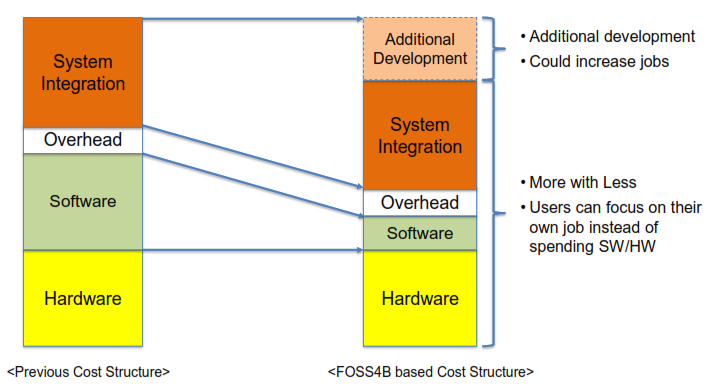 System
Integration
Overhead
Software
Hardware
<Previous Cost Structure>
Additional
Development
System
Integration
Overhead
Software
Hardware
<FOSS4B based Cost Structure>
• Additional development
• Could increase jobs
• More with Less
• Users can focus on their
own job instead of
spending SW/HW